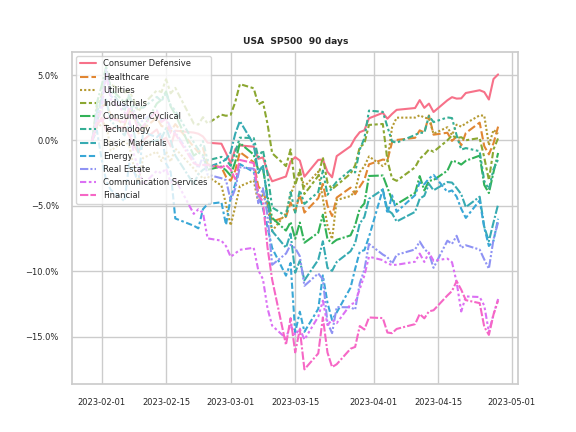 USA SP500 90 days
Consumer Defensive
Healthcare
Utilities
Industrials
Consumer Cyclical
Technology
Basic Materials
Energy
Real Estate
Communication Services
Financial
5.0%
0.0%
−5.0%
−10.0%
−15.0%
2023-02-01 2023-02-15 2023-03-01 2023-03-15 2023-04-01 2023-04-15 2023-05-01